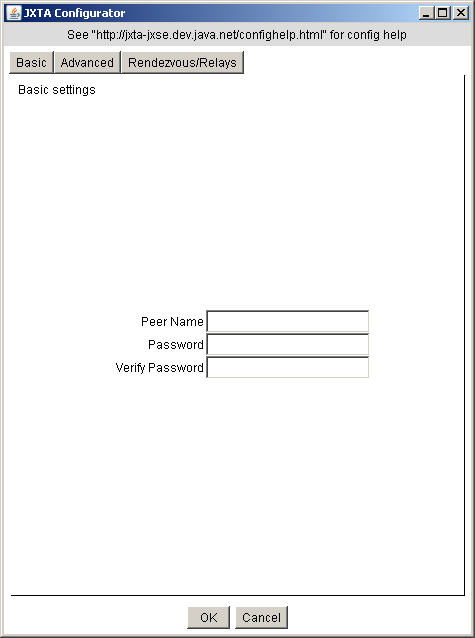 JXTA Configurator
See "http://jxta-jxse.dev.java.net/confighelp.html" for config help
Basic Advanced Rendezvous/Relays
Basic settings
Peer Name
Password
Verify Password
OK Cancel